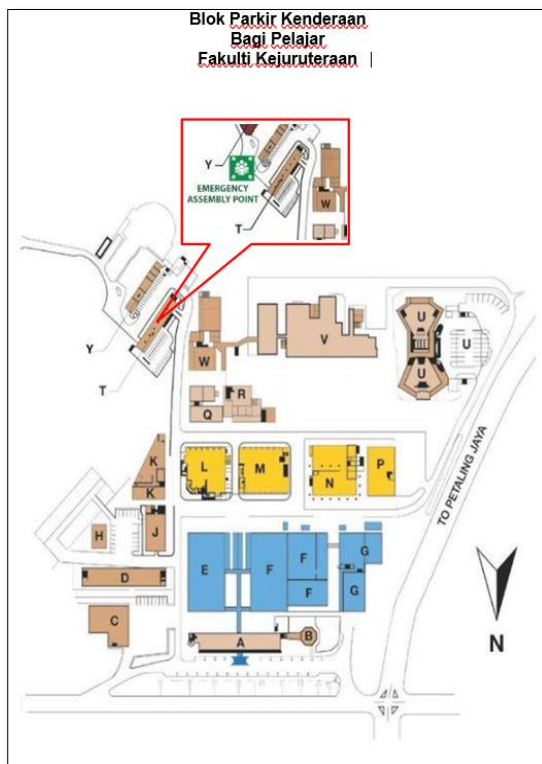 Blok Parkir Kenderaan
Bagi Pelajar
Fakulti Kejuruteraan
Y
EMERGENCY
ASSEMBLY POINT
T
W
Y
T
W
V
U
U
U
R
Q
K
K
L
M
N
P
TO PETALING JAYA
H
J
E
F
F
F
G
G
D
C
A
B
N